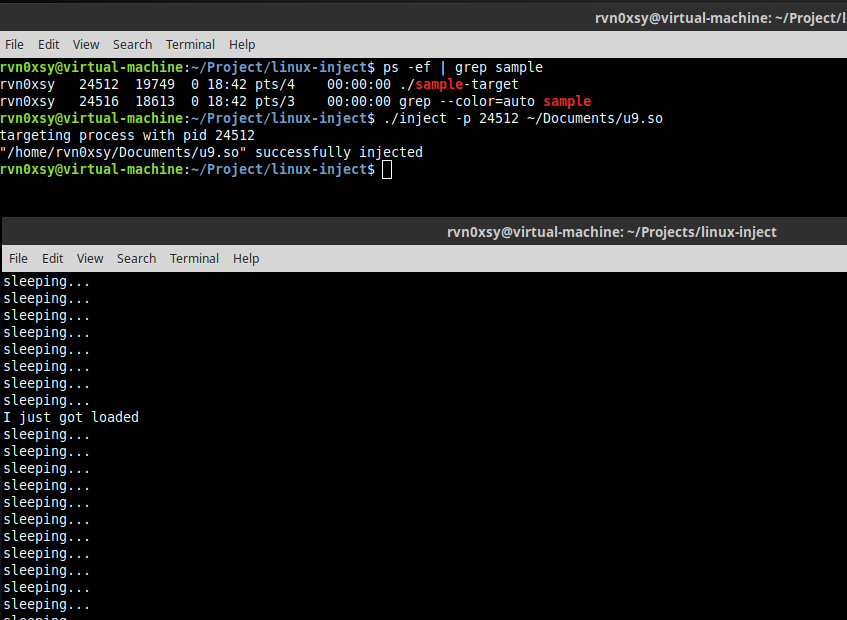 rvn0xsy@virtual-machine: ~/Project/l
File Edit View Search Terminal Help
rvn0xsy@virtual-machine:~/Project/linux-inject$ ps -ef | grep sample
rvn0xsy   24512  19749  0 18:42 pts/4    00:00:00 ./sample-target
rvn0xsy   24516  18613  0 18:42 pts/3    00:00:00 grep --color=auto sample
rvn0xsy@virtual-machine:~/Project/linux-inject$ ./inject -p 24512 ~/Documents/u9.so
targeting process with pid 24512
"/home/rvn0xsy/Documents/u9.so" successfully injected
rvn0xsy@virtual-machine:~/Project/linux-inject$
rvn0xsy@virtual-machine: ~/Projects/linux-inject
File Edit View Search Terminal Help
sleeping...
sleeping...
sleeping...
sleeping...
sleeping...
sleeping...
sleeping...
sleeping...
I just got loaded
sleeping...
sleeping...
sleeping...
sleeping...
sleeping...
sleeping...
sleeping...
sleeping...
sleeping...
sleeping...
sleeping...
sleeping...